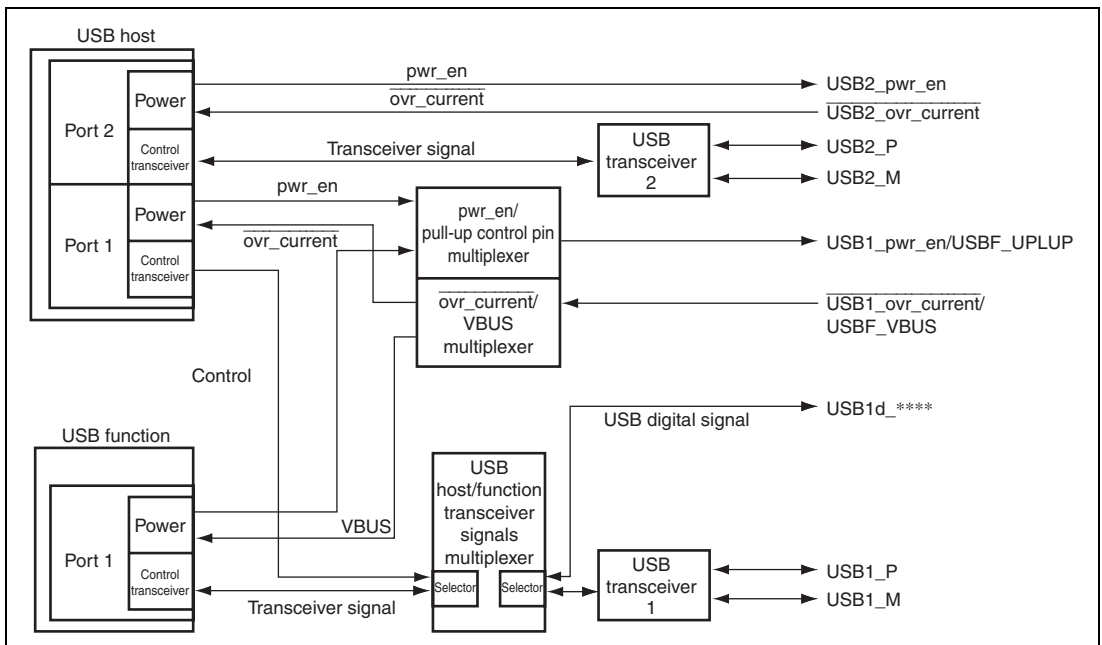 USB host
Port 2
Power
Control
transceiver
Port 1
Power
Control
transceiver
pwr_en
ovr_current
Transceiver signal
pwr_en
ovr_current
USB
transceiver
2
USB2_pwr_en
USB2_ovr_current
USB2_P
USB2_M
pwr_en/
pull-up control pin
multiplexer
ovr_current/
VBUS
multiplexer
USB1_pwr_en/USBF_UPLUP
USB1_ovr_current/
USBF_VBUS
Control
USB digital signal
USB1d_****
USB function
Port 1
Power
Control
transceiver
VBUS
Transceiver signal
USB
host/function
transceiver
signals
multiplexer
Selector
Selector
USB
transceiver
1
USB1_P
USB1_M